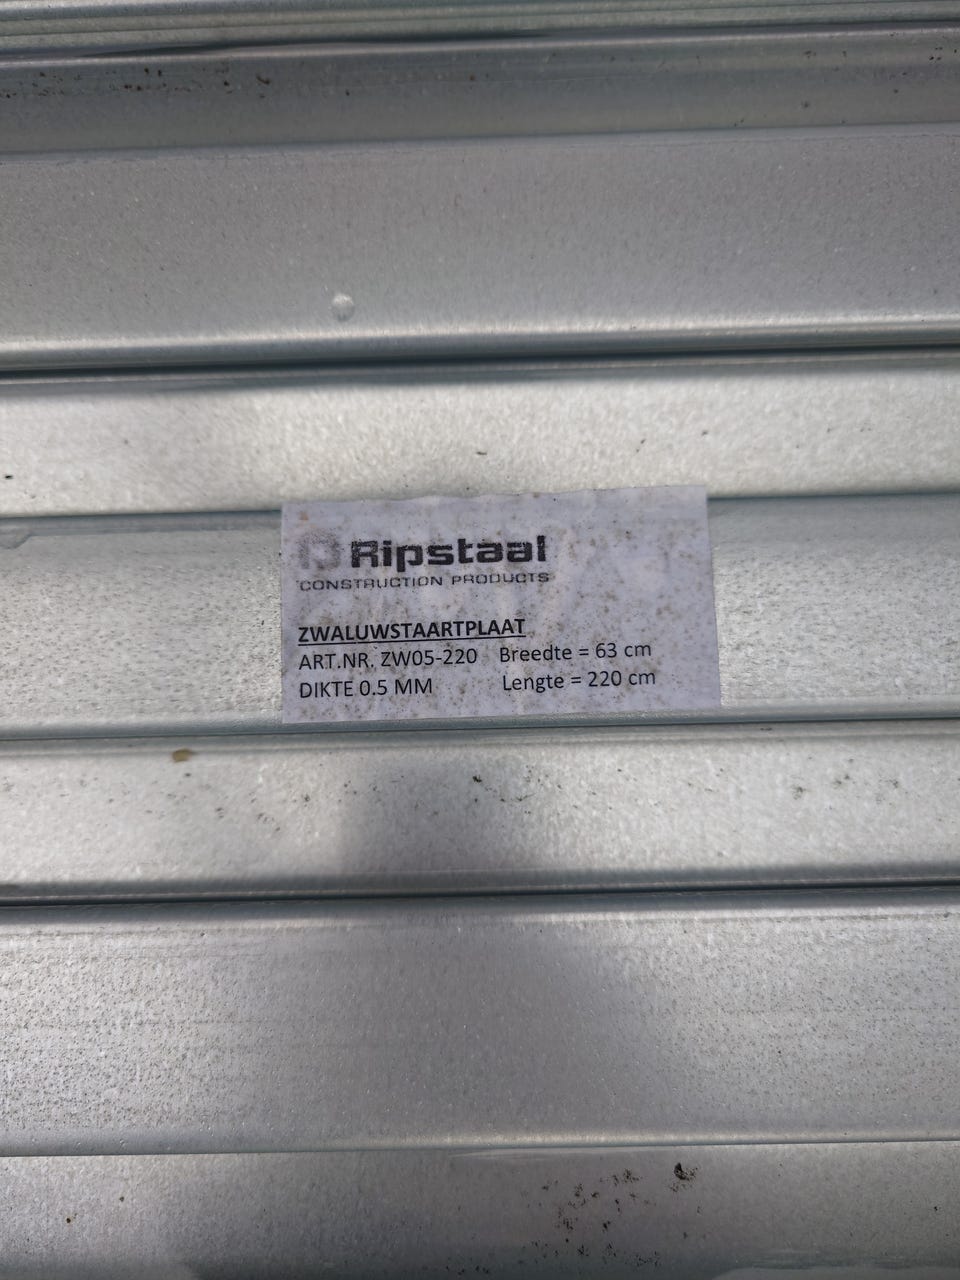 Ripstaal
CONSTRUCTION PRODUCTS
ZWALUWSTAARTPLAAT
ART.NR. ZW05-220 Breedte = 63 cm
DIKTE 0.5 MM Lengte = 220 cm